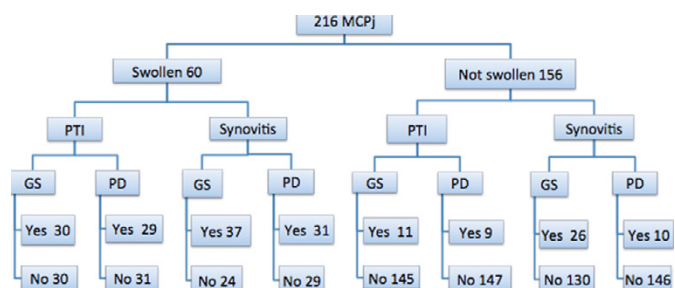 216 MCPj
Swollen 60
Not swollen 156
PTI
Synovitis
PTI
Synovitis
GS
PD
GS
PD
GS
PD
GS
PD
Yes 30
Yes 29
Yes 37
Yes 31
Yes 11
Yes 9
Yes 26
Yes 10
No 30
No 31
No 24
No 29
No 145
No 147
No 130
No 146